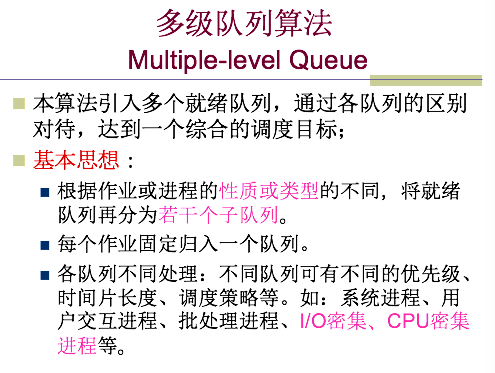 多级队列算法
Multiple-level Queue
本算法引入多个就绪队列，通过各队列的区别
对待，达到一个综合的调度目标；
基本思想：
根据作业或进程的性质或类型的不同，将就绪
队列再分为若干个子队列。
每个作业固定归入一个队列。
各队列不同处理：不同队列可有不同的优先级、
时间片长度、调度策略等。如：系统进程、用
户交互进程、批处理进程、I/O密集、CPU密集
进程等。